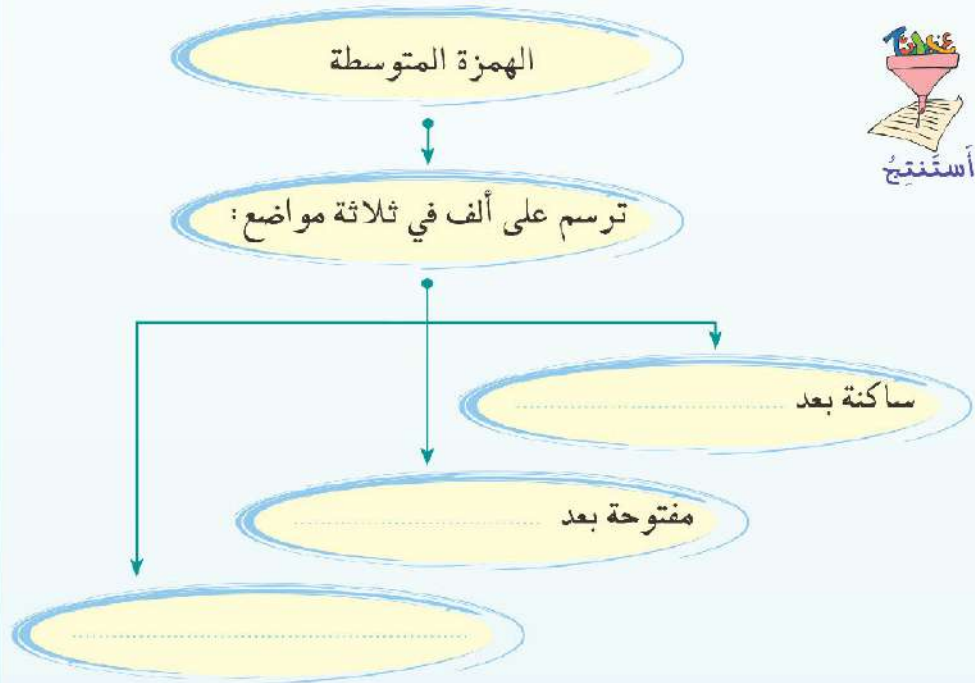 الهمزة المتوسطة
أَستَنتِجُ
ترسم على ألف في ثلاثة مواضع:
ساكنة بعد ....................
مفتوحة بعد ....................
....................